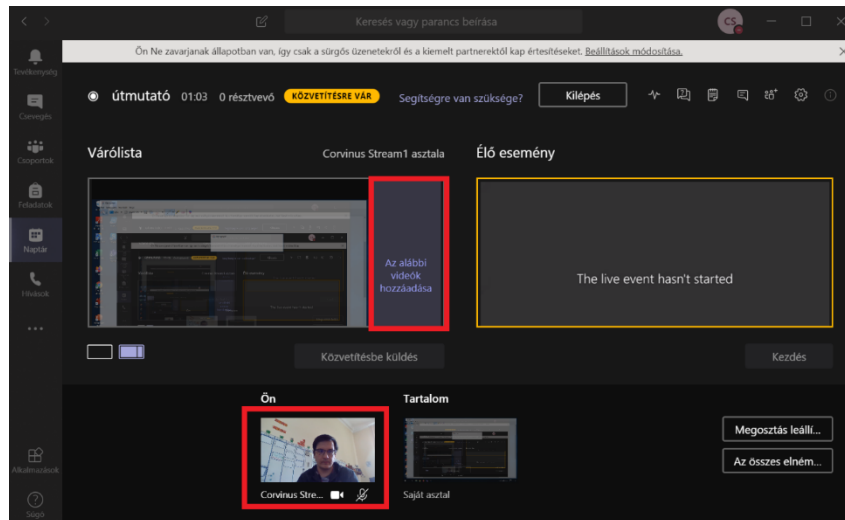 Keresés vagy parancs beírása
CS
Ön Ne zavarjanak állapotban van, így csak a sürgős üzenetekről és a kiemelt partnerektől kap értesítéseket. Beállítások módosítása.
Tevékenység
Csevegés
Csoportok
Feladatok
Naptár
Hívások
Alkalmazások
Súgó
útmutató 01:03 0 résztvevő KÖZVETÍTÉSRE VÁR Segítségre van szüksége? Kilépés
Várólista Corvinus Stream1 asztala
Az alábbi
videók
hozzáadása
Közvetítésbe küldés
Élő esemény
The live event hasn't started
Kezdés
Ön
Corvinus Stre...
Tartalom
Saját asztal
Megosztás leállí...
Az összes elném...